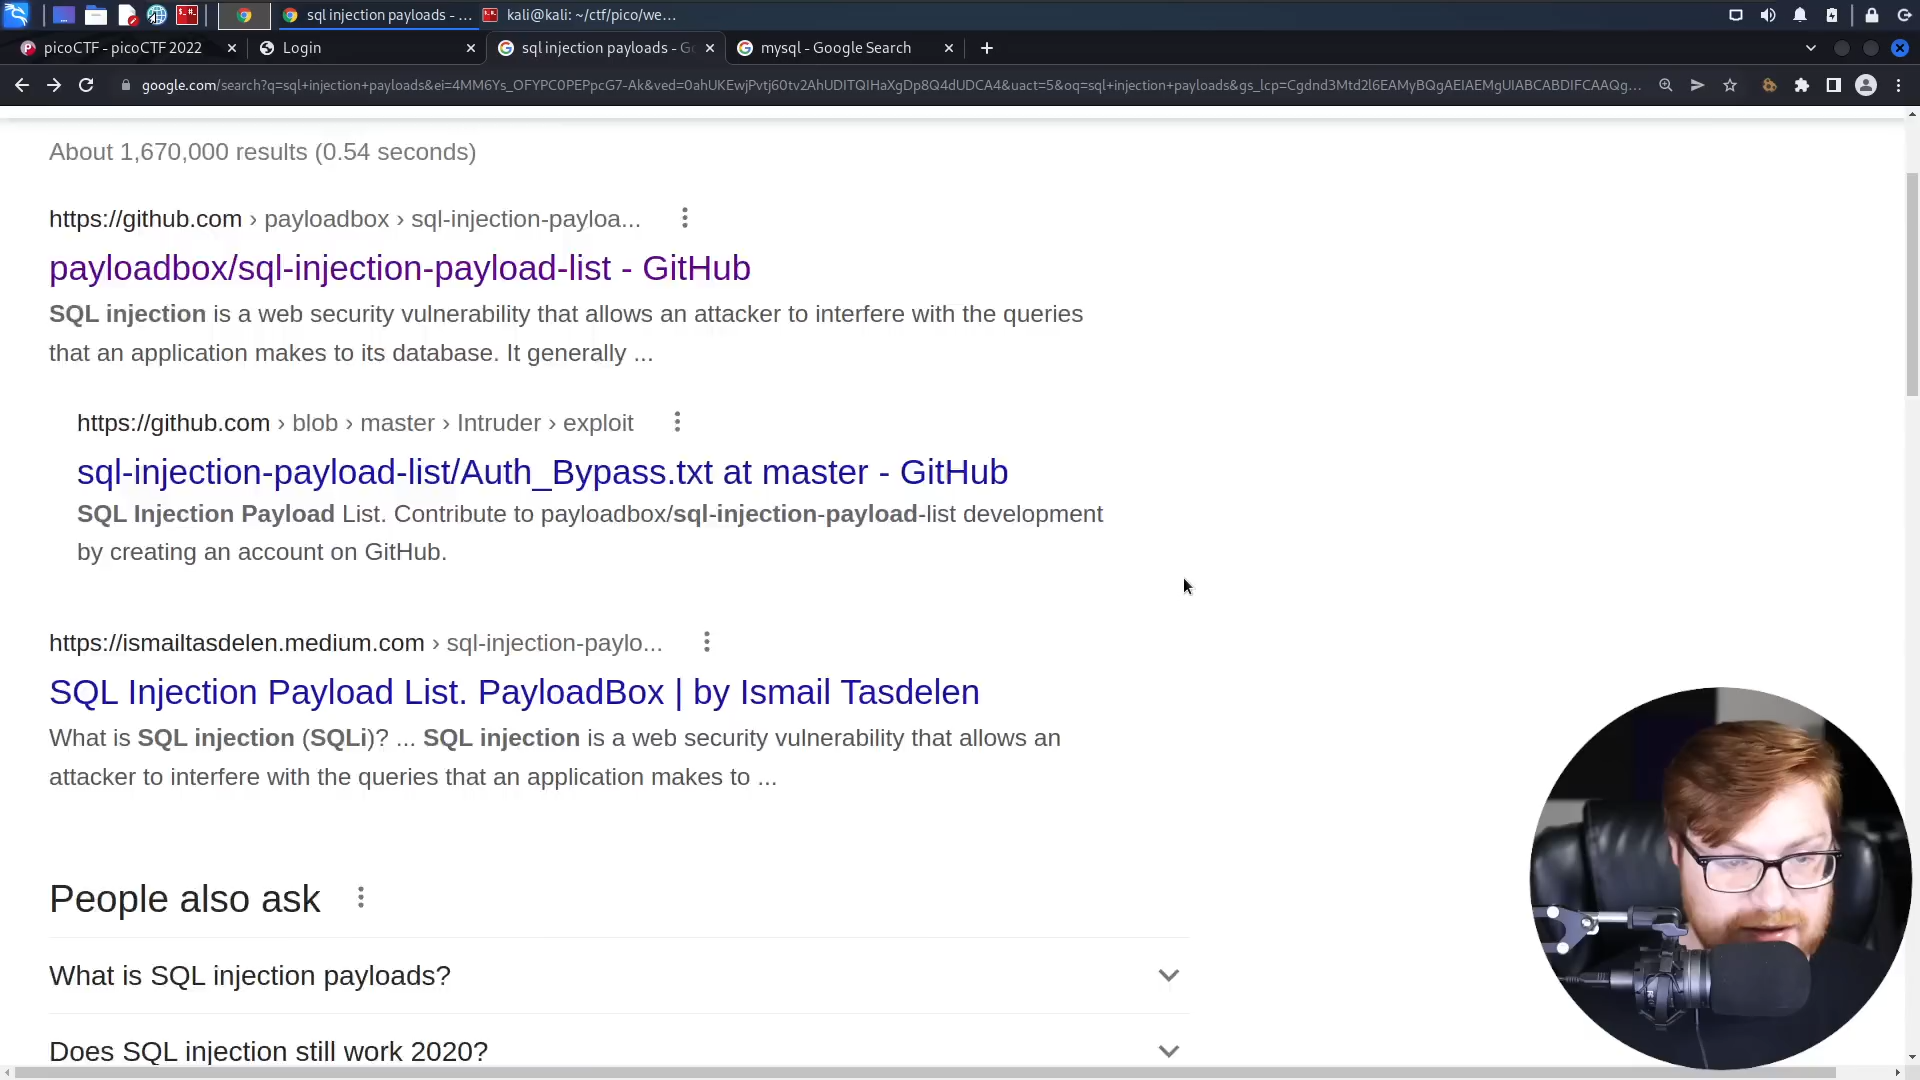 sql injection payloads - ...
kali@kali: ~/ctf/pico/we...
picoCTF - picoCTF 2022
Login
sql injection payloads - Go
mysql - Google Search
google.com/search?q=sql+injection+payloads&ei=4MM6Ys_OFYPC0PEPpcG7-Ak&ved=0ahUKEwjPvtj60tv2AhUDITQIHaXgDp8Q4dUDCA4&uact=5&oq=sql+injection+payloads&gs_lcp=Cgdnd3Mtd2l6EAMyBQgAEIAEMgUIABCABDIFCAAQg...
About 1,670,000 results (0.54 seconds)
https://github.com › payloadbox › sql-injection-payloa...
payloadbox/sql-injection-payload-list - GitHub
SQL injection is a web security vulnerability that allows an attacker to interfere with the queries
that an application makes to its database. It generally ...
https://github.com › blob › master › Intruder › exploit
sql-injection-payload-list/Auth_Bypass.txt at master - GitHub
SQL Injection Payload List. Contribute to payloadbox/sql-injection-payload-list development
by creating an account on GitHub.
https://ismailtasdelen.medium.com › sql-injection-paylo...
SQL Injection Payload List. PayloadBox | by Ismail Tasdelen
What is SQL injection (SQLi)? ... SQL injection is a web security vulnerability that allows an
attacker to interfere with the queries that an application makes to ...
People also ask
What is SQL injection payloads?
Does SQL injection still work 2020?